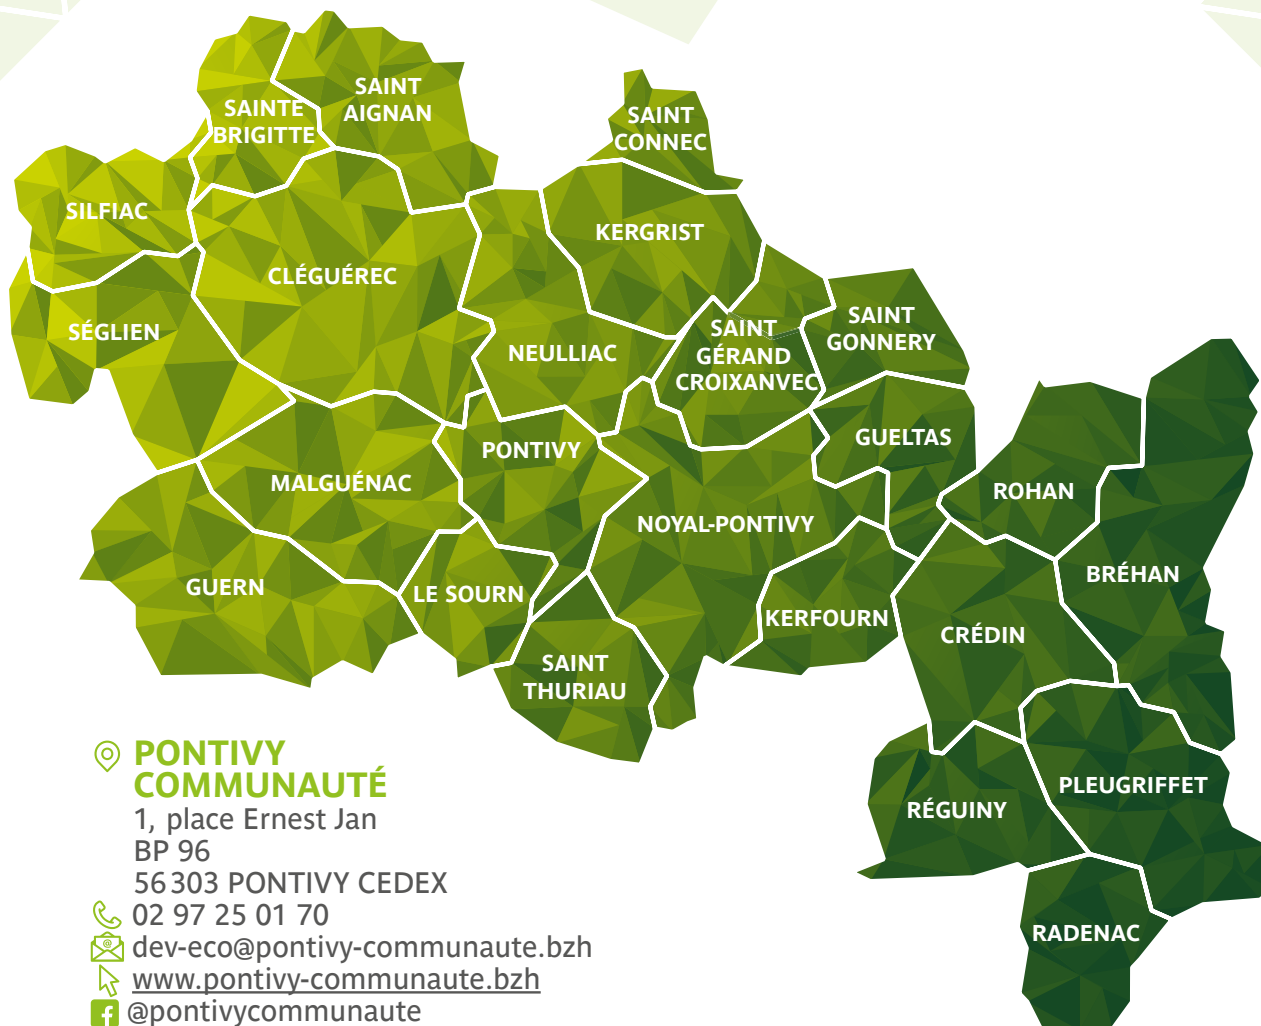 SAINT
AIGNAN
SAINTE
BRIGITTE
SAINT
CONNEC
SILFIAC
KERGRIST
CLÉGUÉREC
SÉGLIEN
NEULLIAC
SAINT
GÉRAND
CROIXANVEC
SAINT
GONNERY
PONTIVY
GUELTAS
MALGUÉNAC
ROHAN
NOYAL-PONTIVY
BRÉHAN
GUERN
LE SOURN
KERFOURN
CRÉDIN
SAINT
THURIAU
PLEUGRIFFET
RÉGUINY
RADENAC
PONTIVY
COMMUNAUTÉ
1, place Ernest Jan
BP 96
56 303 PONTIVY CEDEX
02 97 25 01 70
dev-eco@pontivy-communaute.bzh
www.pontivy-communaute.bzh
@pontivycommunaute